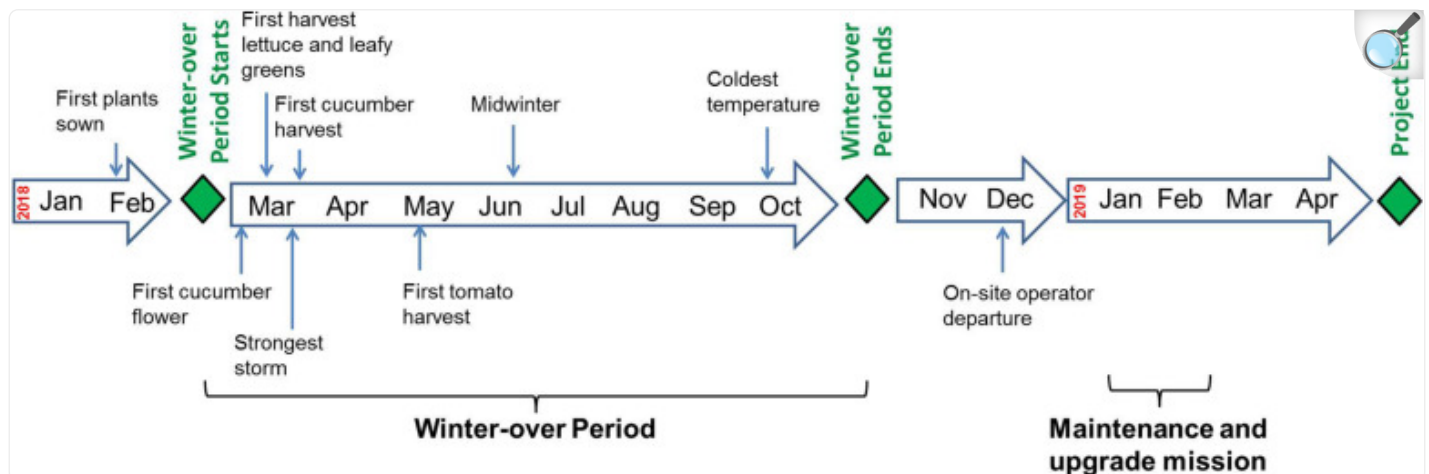 First harvest
lettuce and leafy
greens
First plants
sown
Winter-over
Period Starts
First cucumber
harvest
Midwinter
Coldest
temperature
Winter-over
Period Ends
Project End
2018 Jan Feb Mar Apr May Jun Jul Aug Sep Oct Nov Dec 2019 Jan Feb Mar Apr
First cucumber
flower
Strongest
storm
First tomato
harvest
On-site operator
departure
Winter-over Period
Maintenance and
upgrade mission